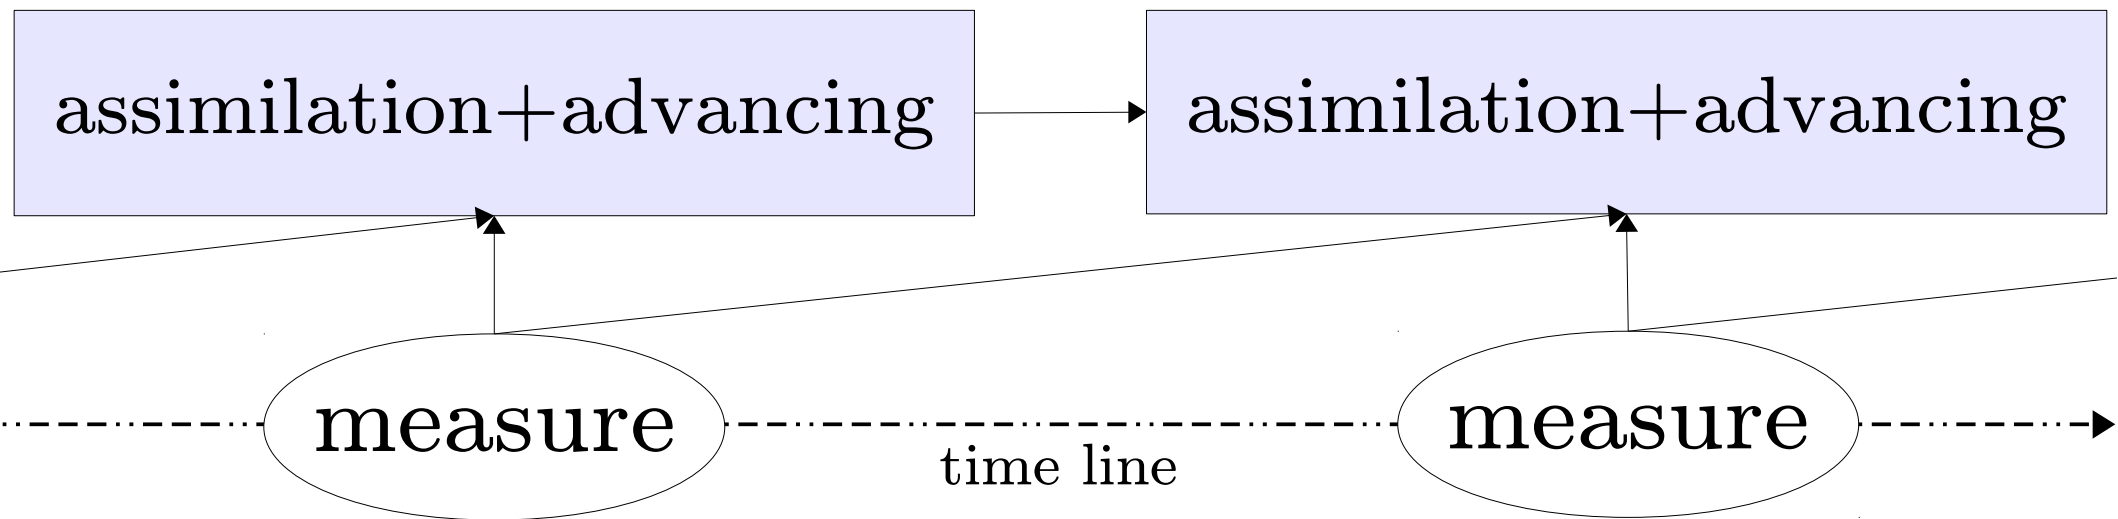 assimilation+advancing
assimilation+advancing
measure
measure
time line